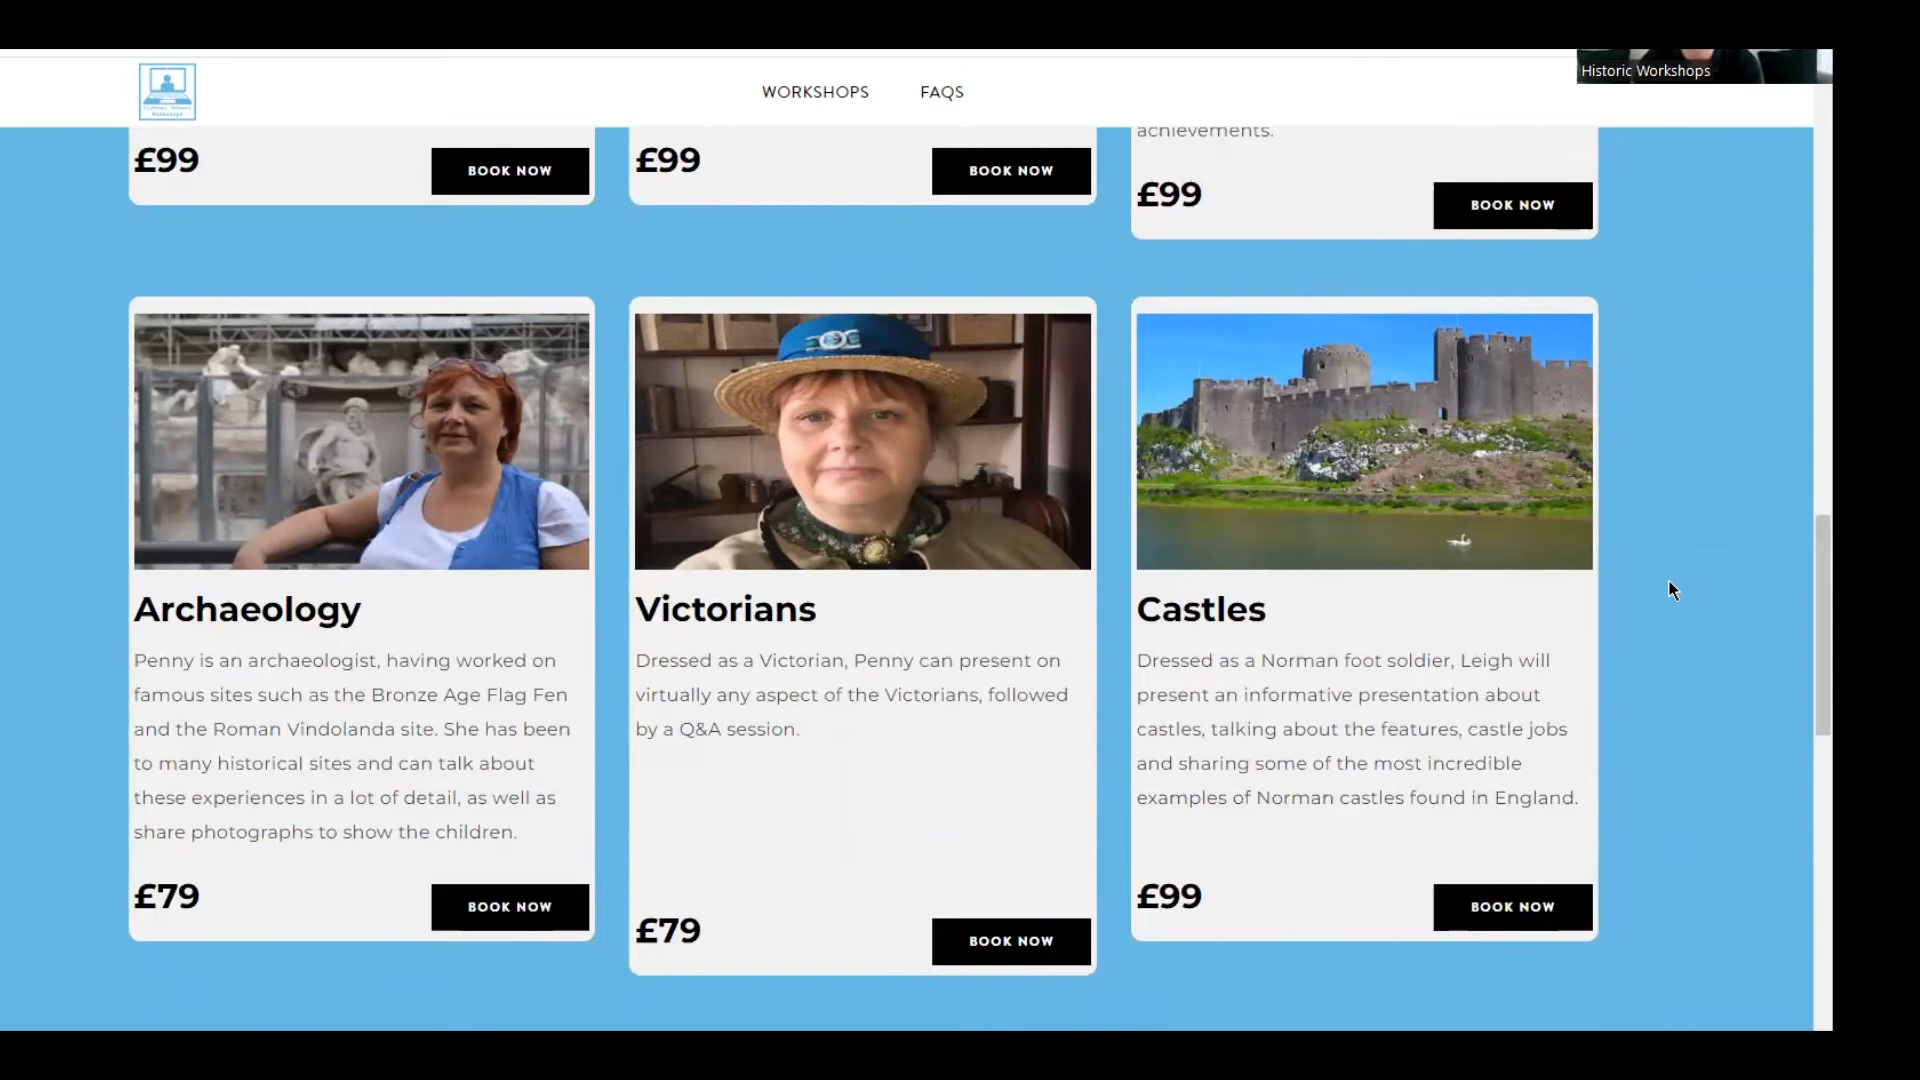 Historic Workshops
Virtual School
Workshops
WORKSHOPS
FAQS
£99
BOOK NOW
£99
BOOK NOW
achievements.
£99
BOOK NOW
Archaeology
Penny is an archaeologist, having worked on
famous sites such as the Bronze Age Flag Fen
and the Roman Vindolanda site. She has been
to many historical sites and can talk about
these experiences in a lot of detail, as well as
share photographs to show the children.
£79
BOOK NOW
Victorians
Dressed as a Victorian, Penny can present on
virtually any aspect of the Victorians, followed
by a Q&A session.
£79
BOOK NOW
Castles
Dressed as a Norman foot soldier, Leigh will
present an informative presentation about
castles, talking about the features, castle jobs
and sharing some of the most incredible
examples of Norman castles found in England.
£99
BOOK NOW